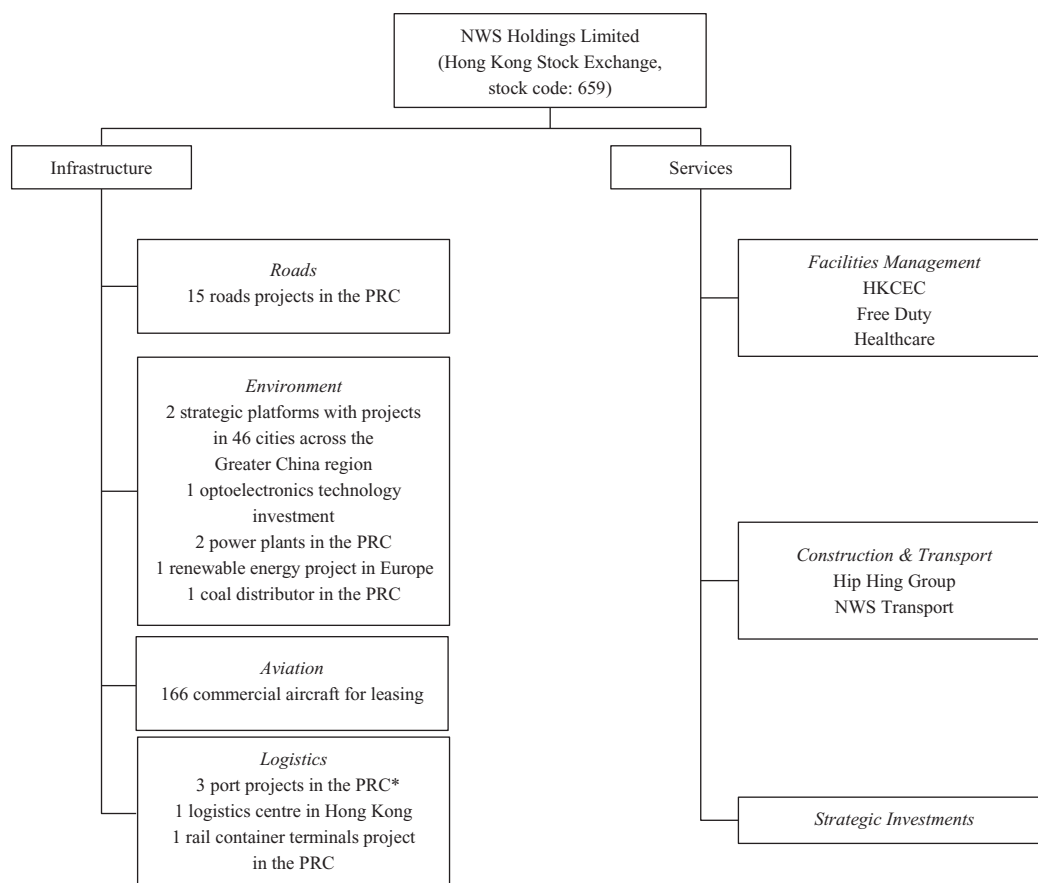 NWS Holdings Limited
(Hong Kong Stock Exchange,
stock code: 659)
Infrastructure
Services
Roads
15 roads projects in the PRC
Environment
2 strategic platforms with projects
in 46 cities across the
Greater China region
1 optoelectronics technology
investment
2 power plants in the PRC
1 renewable energy project in Europe
1 coal distributor in the PRC
Aviation
166 commercial aircraft for leasing
Logistics
3 port projects in the PRC*
1 logistics centre in Hong Kong
1 rail container terminals project
in the PRC
Facilities Management
HKCEC
Free Duty
Healthcare
Construction & Transport
Hip Hing Group
NWS Transport
Strategic Investments